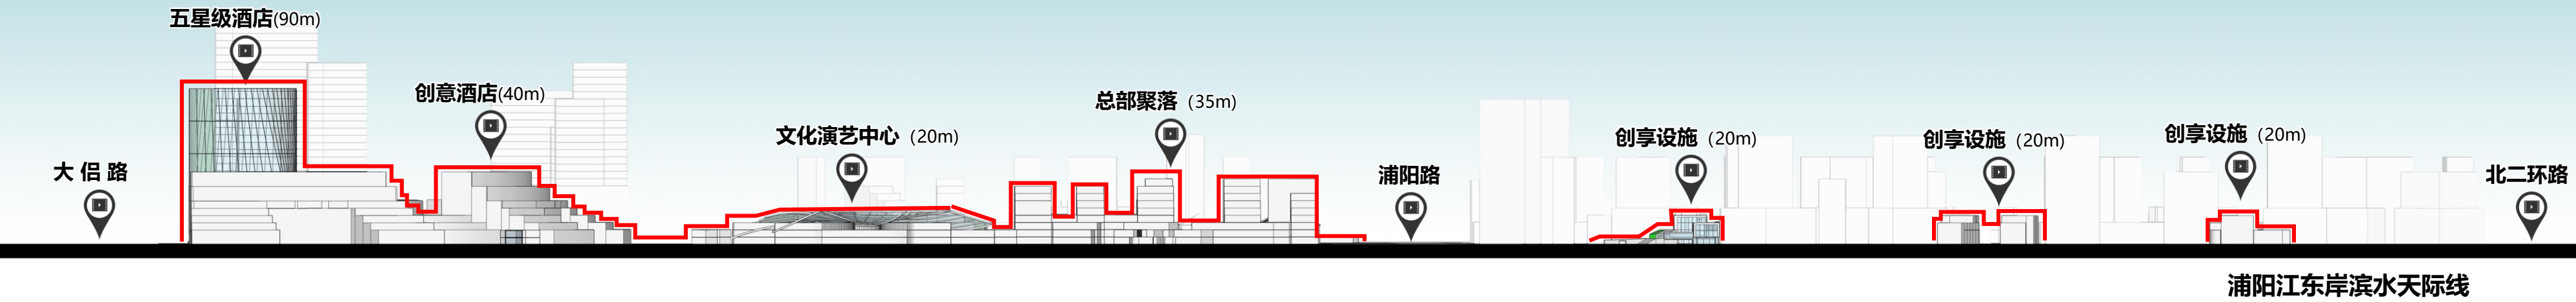 五星级酒店(90m)
创意酒店(40m)
总部聚落 (35m)
文化演艺中心 (20m)
创享设施 (20m)
创享设施 (20m)
创享设施 (20m)
大侣路
浦阳路
北二环路
浦阳江东岸滨水天际线